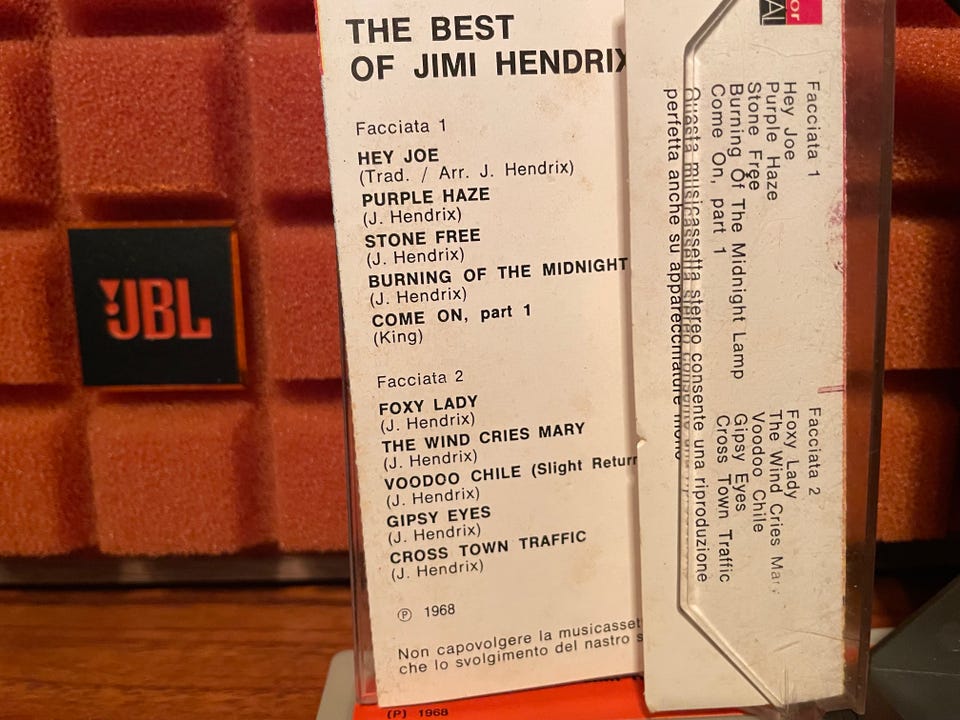 JBL
THE BEST
OF JIMI HENDRIX
Facciata 1
HEY JOE
(Trad. / Arr. J. Hendrix)
PURPLE HAZE
(J. Hendrix)
STONE FREE
(J. Hendrix)
BURNING OF THE MIDNIGHT
(J. Hendrix)
COME ON, part 1
(King)
Facciata 2
FOXY LADY
(J. Hendrix)
THE WIND CRIES MARY
(J. Hendrix)
VOODOO CHILE (Slight Return
(J. Hendrix)
GIPSY EYES
(J. Hendrix)
CROSS TOWN TRAFFIC
(J. Hendrix)
Ⓟ 1968
Non capovolgere la musicasset
che lo svolgimento del nastro s
(P) 1968
or
AI
Facciata 1
Hey Joe
Purple Haze
Stone Free
Burning Of The Midnight Lamp
Come On, part 1
Facciata 2
Foxy Lady
The Wind Cries Mary
Voodoo Chile
Gipsy Eyes
Cross Town Traffic
Questa musicassetta stereo consente una riproduzione
perfetta anche su apparecchiature mono